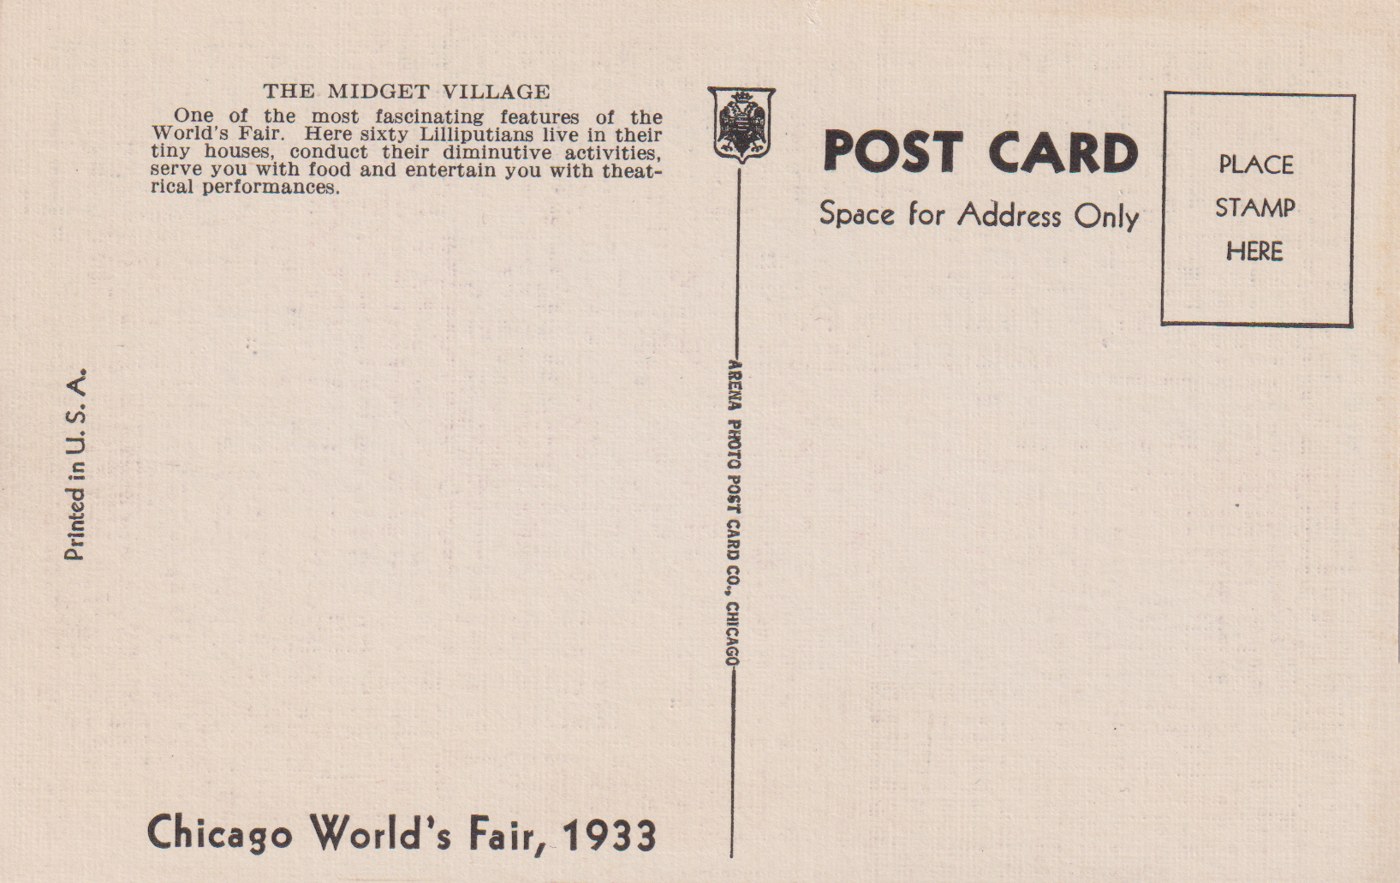 THE MIDGET VILLAGE
One of the most fascinating features of the
World's Fair. Here sixty Lilliputians live in their
tiny houses, conduct their diminutive activities,
serve you with food and entertain you with theat-
rical performances.
Printed in U. S. A.
Chicago World's Fair, 1933
ARENA PHOTO POST CARD CO., CHICAGO
POST CARD
Space for Address Only
PLACE
STAMP
HERE